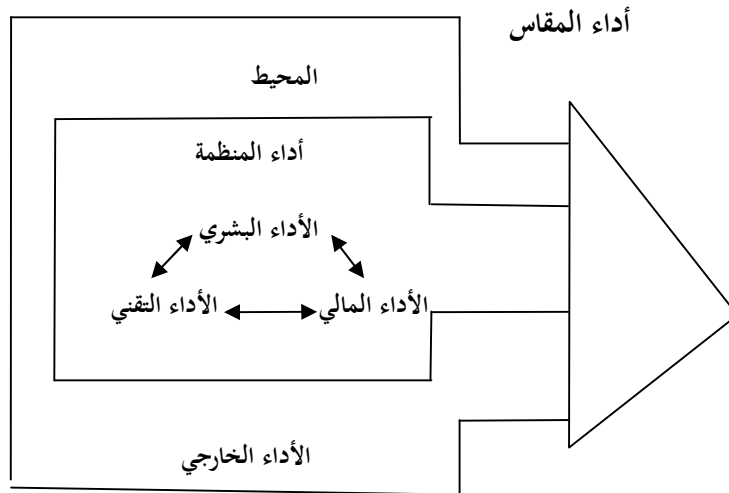 أداء المقاس
المحيط
أداء المنظمة
الأداء البشري
الأداء المالي
الأداء التقني
الأداء الخارجي